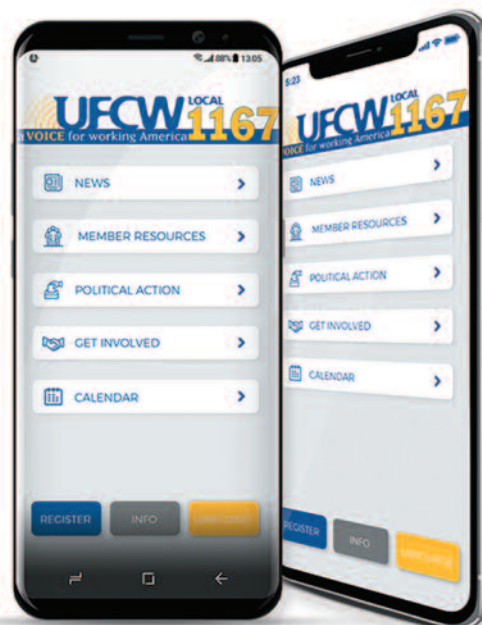 88% 13:05
UFCW LOCAL 1167
VOICE for working America
NEWS
MEMBER RESOURCES
POLITICAL ACTION
GET INVOLVED
CALENDAR
REGISTER INFO
5:23
UFCW LOCAL 1167
VOICE for working America
NEWS
MEMBER RESOURCES
POLITICAL ACTION
GET INVOLVED
CALENDAR
REGISTER INFO